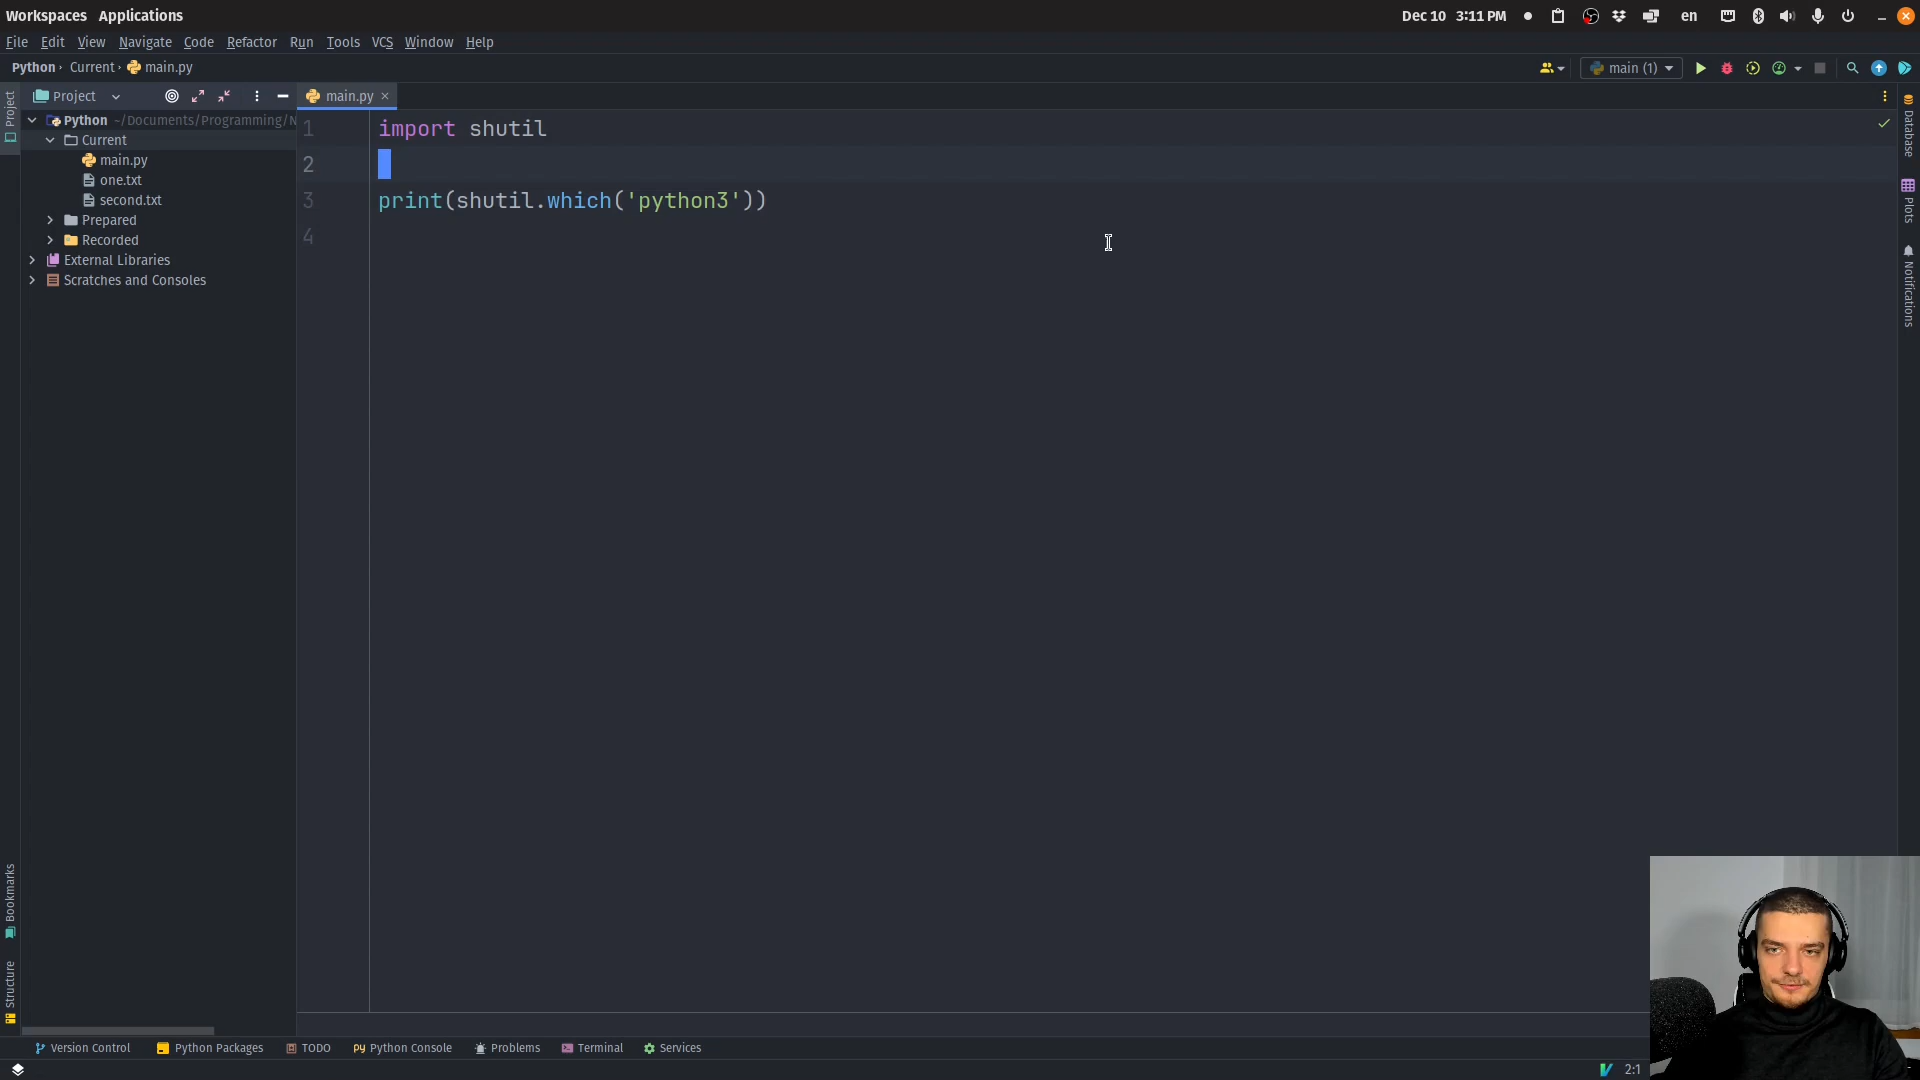 Workspaces Applications
Dec 10 3:11 PM
en
File Edit View Navigate Code Refactor Run Tools VCS Window Help
Python › Current › main.py
main (1)
Project
Project
main.py
Python ~/Documents/Programming/N
Current
main.py
one.txt
second.txt
Prepared
Recorded
External Libraries
Scratches and Consoles
1 import shutil
2
3 print(shutil.which('python3'))
4
Database
Plots
Notifications
Bookmarks
Structure
Version Control Python Packages TODO Python Console Problems Terminal Services
2:1